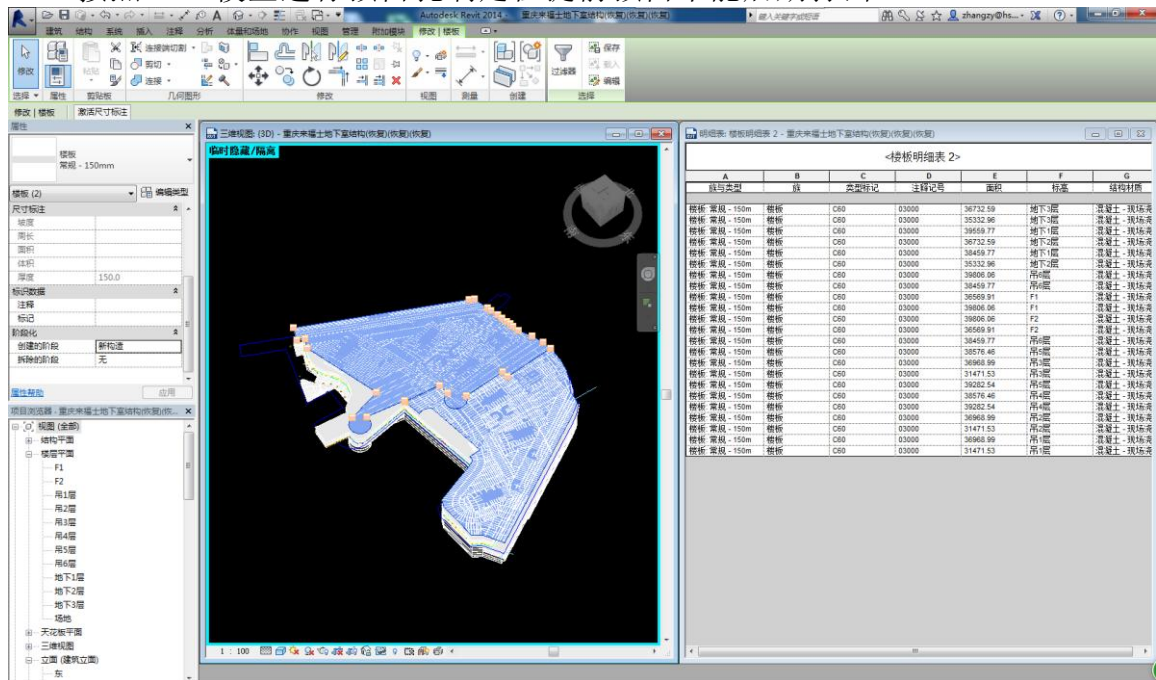 Autodesk Revit 2014 - 重庆来福士地下室结构(恢复)(恢复)(恢复)
键入关键字或短语
zhangzy@hs...
建筑 结构 系统 插入 注释 分析 体量和场地 协作 视图 管理 附加模块 修改 | 楼板
修改
粘贴
连接端切割
剪切
连接
过滤器
保存
载入
编辑
选择 属性 剪贴板 几何图形 修改 视图 测量 创建 选择
修改 | 楼板 激活尺寸标注
属性
楼板
常规 - 150mm
楼板 (2) 编辑类型
尺寸标注
坡度
周长
面积
体积
厚度 150.0
标识数据
注释
标记
阶段化
创建的阶段 新构造
拆除的阶段 无
属性帮助 应用
项目浏览器 - 重庆来福士地下室结构(恢复)(恢...
视图 (全部)
结构平面
楼层平面
F1
F2
吊1层
吊2层
吊3层
吊4层
吊5层
吊6层
地下1层
地下2层
地下3层
场地
天花板平面
三维视图
立面 (建筑立面)
东
三维视图: {3D} - 重庆来福士地下室结构(恢复)(恢复)(恢复)
临时隐藏/隔离
1 : 100
明细表: 楼板明细表 2 - 重庆来福士地下室结构(恢复)(恢复)(恢复)
<楼板明细表 2>
A B C D E F G
族与类型 族 类型标记 注释记号 面积 标高 结构材质
楼板: 常规 - 150m 楼板 C60 03000 36732.59 地下3层 混凝土 - 现场浇
楼板: 常规 - 150m 楼板 C60 03000 35332.96 地下3层 混凝土 - 现场浇
楼板: 常规 - 150m 楼板 C60 03000 39559.77 地下1层 混凝土 - 现场浇
楼板: 常规 - 150m 楼板 C60 03000 36732.59 地下2层 混凝土 - 现场浇
楼板: 常规 - 150m 楼板 C60 03000 38459.77 地下1层 混凝土 - 现场浇
楼板: 常规 - 150m 楼板 C60 03000 35332.96 地下2层 混凝土 - 现场浇
楼板: 常规 - 150m 楼板 C60 03000 39806.06 吊6层 混凝土 - 现场浇
楼板: 常规 - 150m 楼板 C60 03000 38459.77 吊6层 混凝土 - 现场浇
楼板: 常规 - 150m 楼板 C60 03000 36569.91 F1 混凝土 - 现场浇
楼板: 常规 - 150m 楼板 C60 03000 39806.06 F1 混凝土 - 现场浇
楼板: 常规 - 150m 楼板 C60 03000 39806.06 F2 混凝土 - 现场浇
楼板: 常规 - 150m 楼板 C60 03000 36569.91 F2 混凝土 - 现场浇
楼板: 常规 - 150m 楼板 C60 03000 38459.77 吊6层 混凝土 - 现场浇
楼板: 常规 - 150m 楼板 C60 03000 38576.46 吊5层 混凝土 - 现场浇
楼板: 常规 - 150m 楼板 C60 03000 36968.99 吊3层 混凝土 - 现场浇
楼板: 常规 - 150m 楼板 C60 03000 31471.53 吊3层 混凝土 - 现场浇
楼板: 常规 - 150m 楼板 C60 03000 39282.54 吊5层 混凝土 - 现场浇
楼板: 常规 - 150m 楼板 C60 03000 38576.46 吊4层 混凝土 - 现场浇
楼板: 常规 - 150m 楼板 C60 03000 39282.54 吊4层 混凝土 - 现场浇
楼板: 常规 - 150m 楼板 C60 03000 36968.99 吊2层 混凝土 - 现场浇
楼板: 常规 - 150m 楼板 C60 03000 31471.53 吊2层 混凝土 - 现场浇
楼板: 常规 - 150m 楼板 C60 03000 36968.99 吊1层 混凝土 - 现场浇
楼板: 常规 - 150m 楼板 C60 03000 31471.53 吊1层 混凝土 - 现场浇